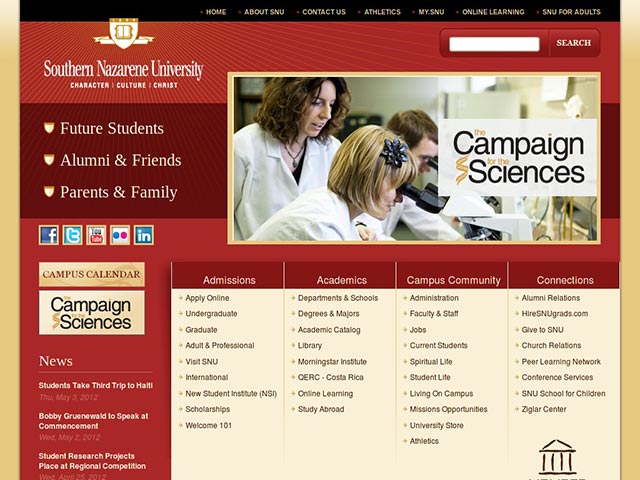 HOME
ABOUT SNU
CONTACT US
ATHLETICS
MY.SNU
ONLINE LEARNING
SNU FOR ADULTS
SEARCH
Southern Nazarene University
CHARACTER | CULTURE | CHRIST
Future Students
Alumni & Friends
Parents & Family
the
Campaign
for the
Sciences
You
Tube
in
CAMPUS CALENDAR
the
Campaign
for the
Sciences
News
Students Take Third Trip to Haiti
Thu, May 3, 2012
Bobby Gruenewald to Speak at
Commencement
Wed, May 2, 2012
Student Research Projects
Place at Regional Competition
Wed, April 25, 2012
Admissions
Apply Online
Undergraduate
Graduate
Adult & Professional
Visit SNU
International
New Student Institute (NSI)
Scholarships
Welcome 101
Academics
Departments & Schools
Degrees & Majors
Academic Catalog
Library
Morningstar Institute
QERC - Costa Rica
Online Learning
Study Abroad
Campus Community
Administration
Faculty & Staff
Jobs
Current Students
Spiritual Life
Student Life
Living On Campus
Missions Opportunities
University Store
Athletics
Connections
Alumni Relations
HireSNUgrads.com
Give to SNU
Church Relations
Peer Learning Network
Conference Services
SNU School for Children
Ziglar Center